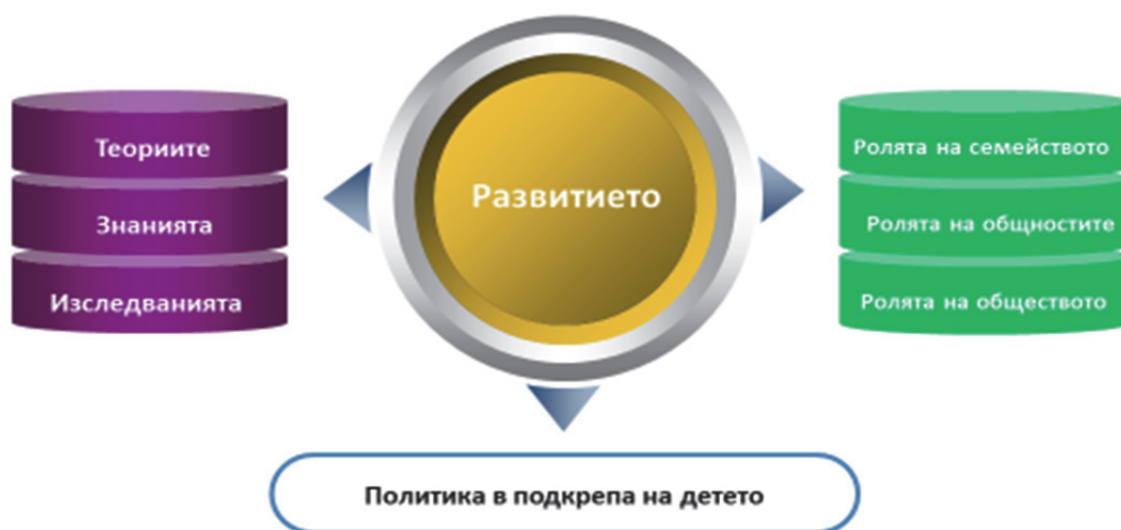 Теориите
Знанията
Изследванията
Развитието
Ролята на семейството
Ролята на общностите
Ролята на обществото
Политика в подкрепа на детето